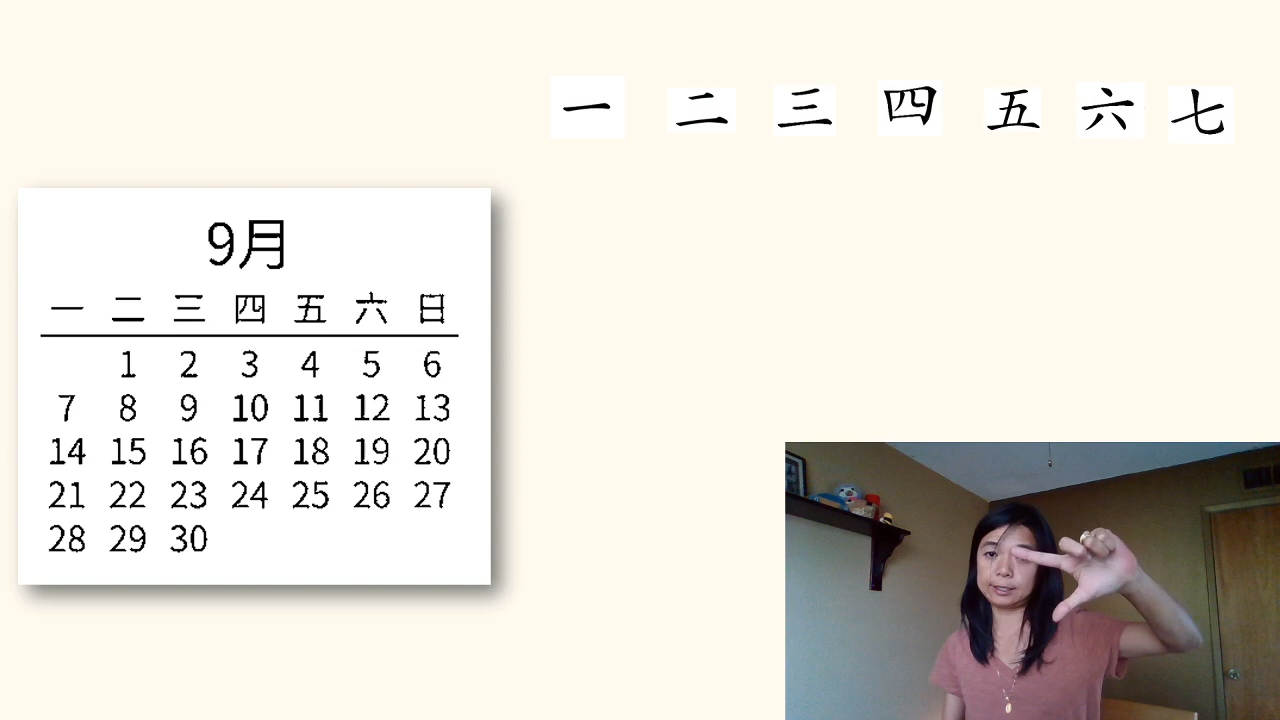 一 二 三 四 五 六 七
9月
一 二 三 四 五 六 日
1 2 3 4 5 6
7 8 9 10 11 12 13
14 15 16 17 18 19 20
21 22 23 24 25 26 27
28 29 30